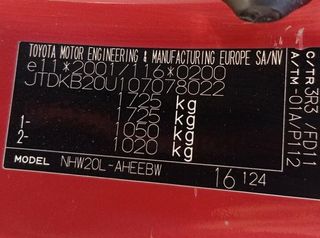 TOYOTA MOTOR ENGINEERING & MANUFACTURING EUROPE SA/NV
e11*2001/116*0200
JTDKB20U107078022
1725 kg
1725 kg
1- 1050 kg
2- 1020 kg
MODEL NHW20L-AHEEBW
16 124
C/TR 3R3 / FD11
A/TM -01A/P112